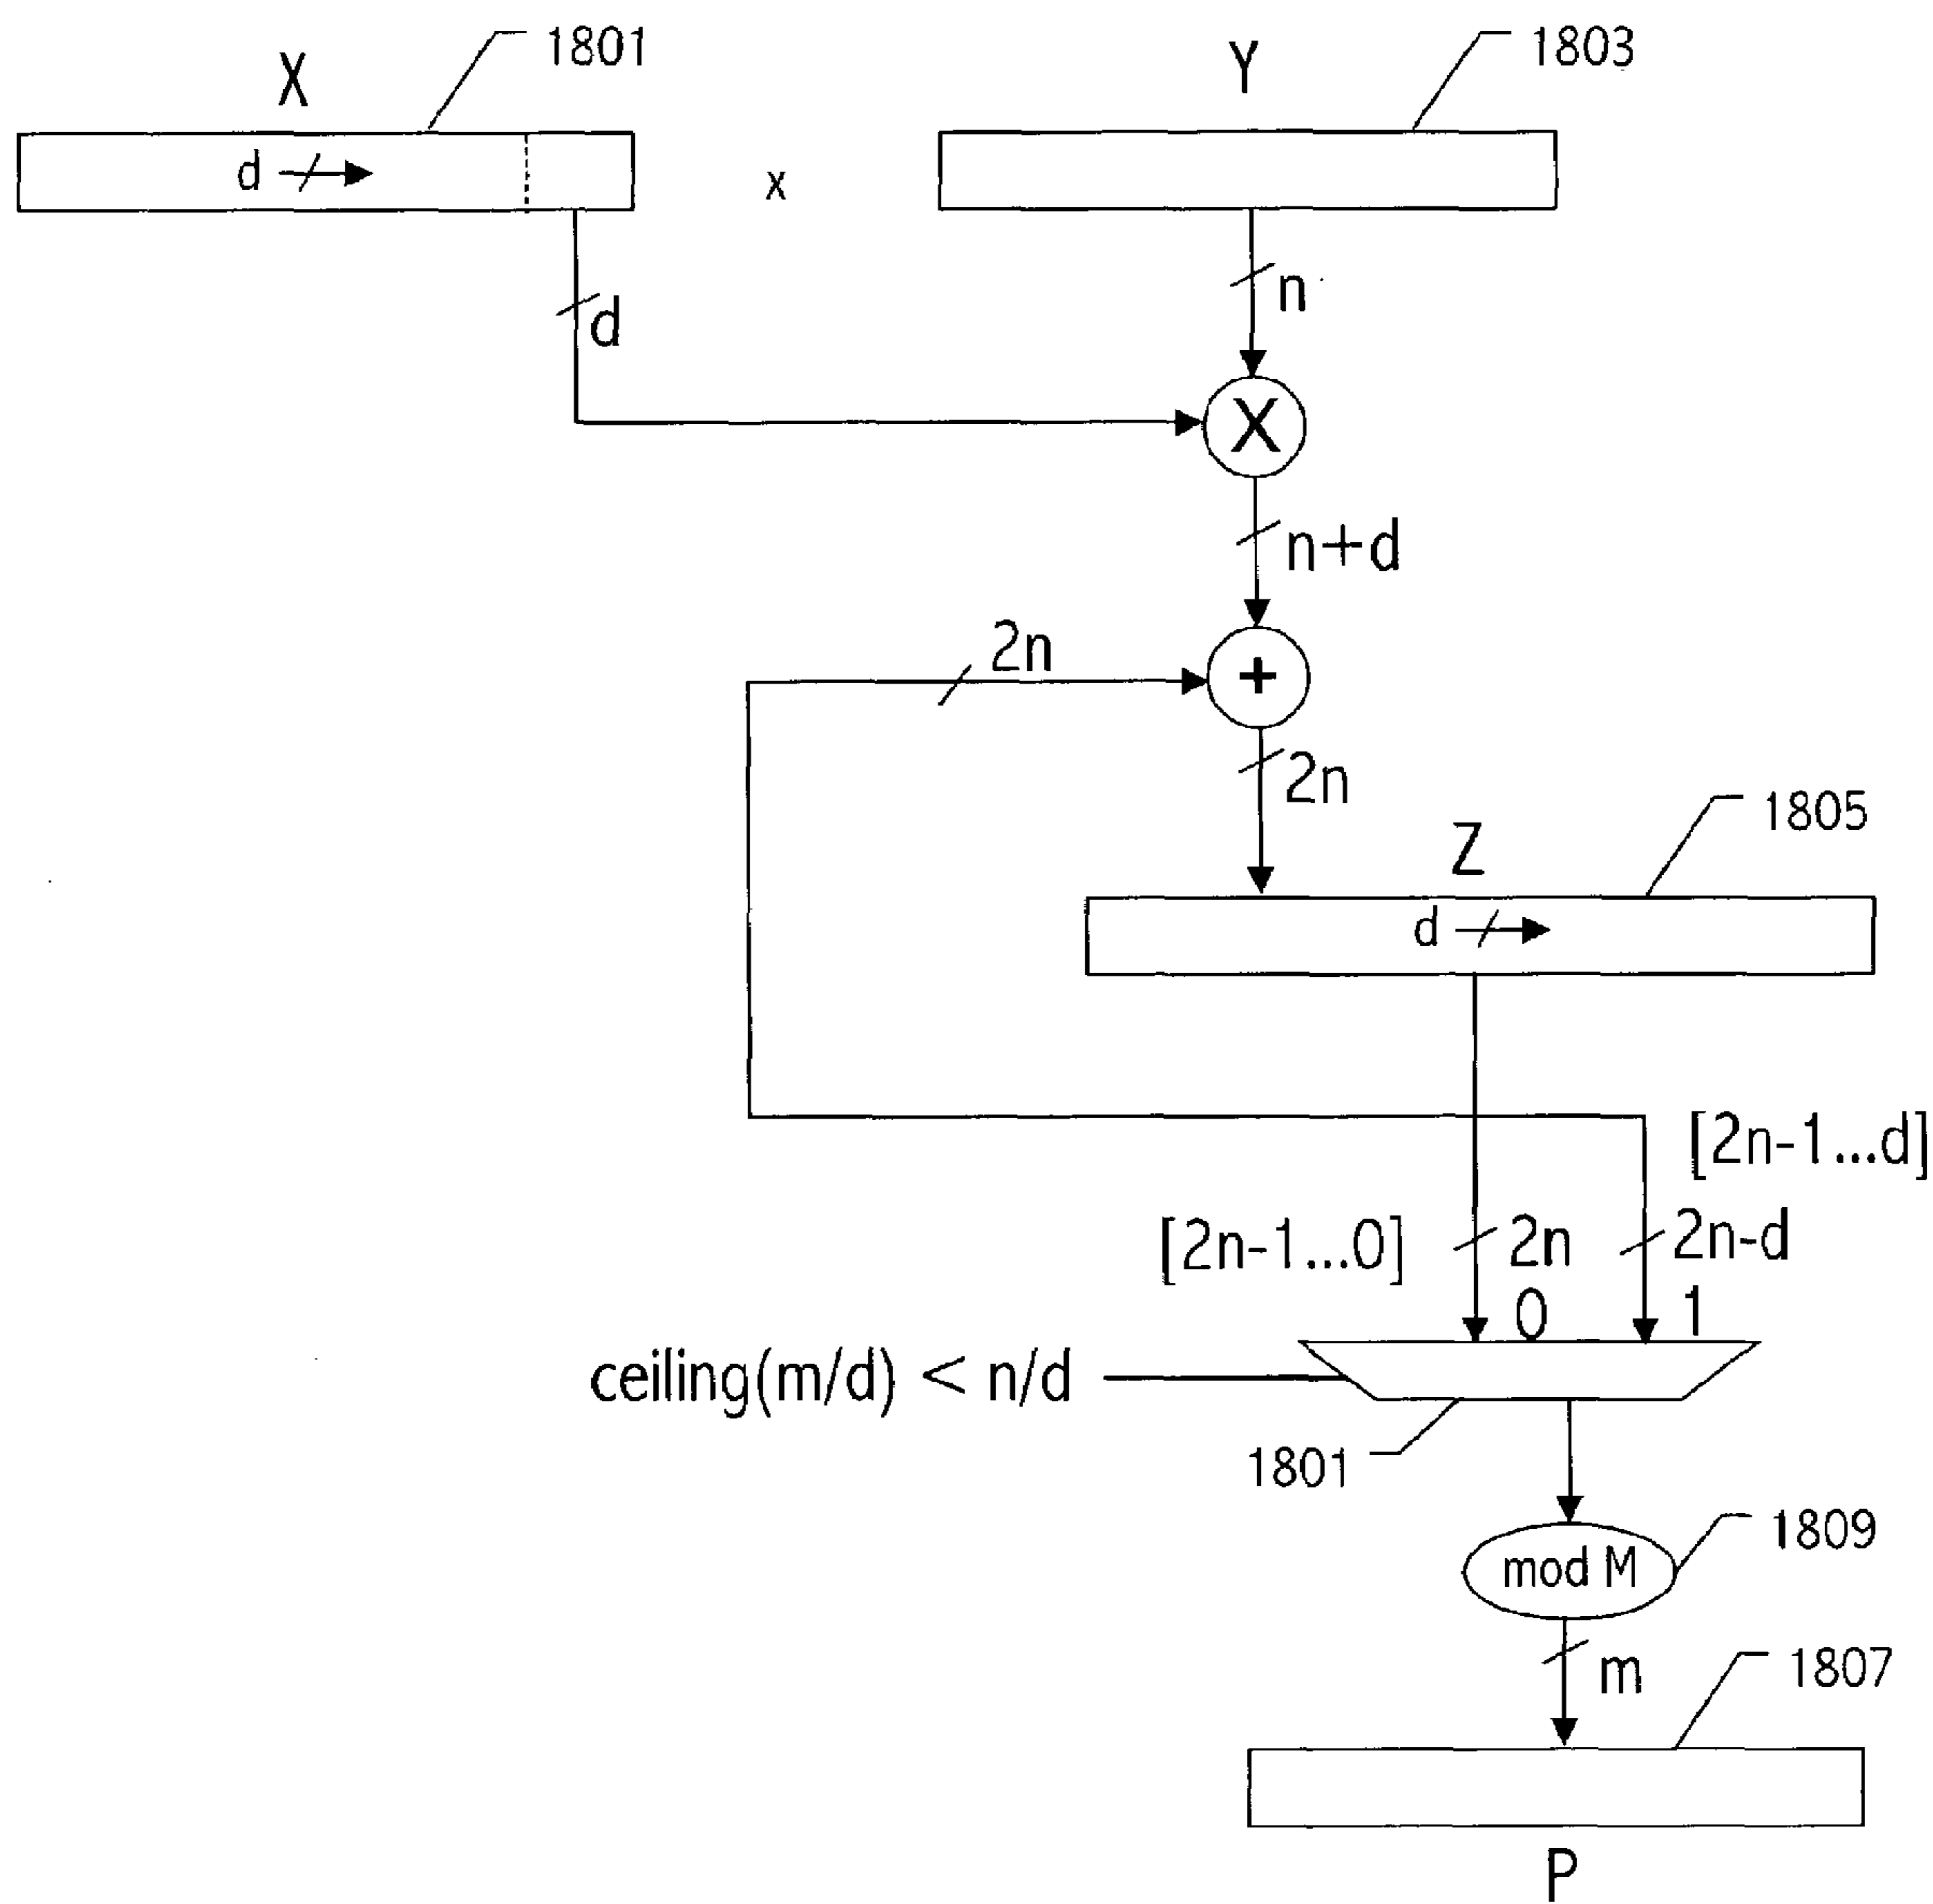 X
1801
Y
1803
d
x
n
d
X
n+d
2n
+
2n
Z
1805
d
[2n-1...d]
[2n-1...0]
2n
2n-d
0
1
ceiling(m/d) < n/d
1801
mod M
1809
m
1807
P